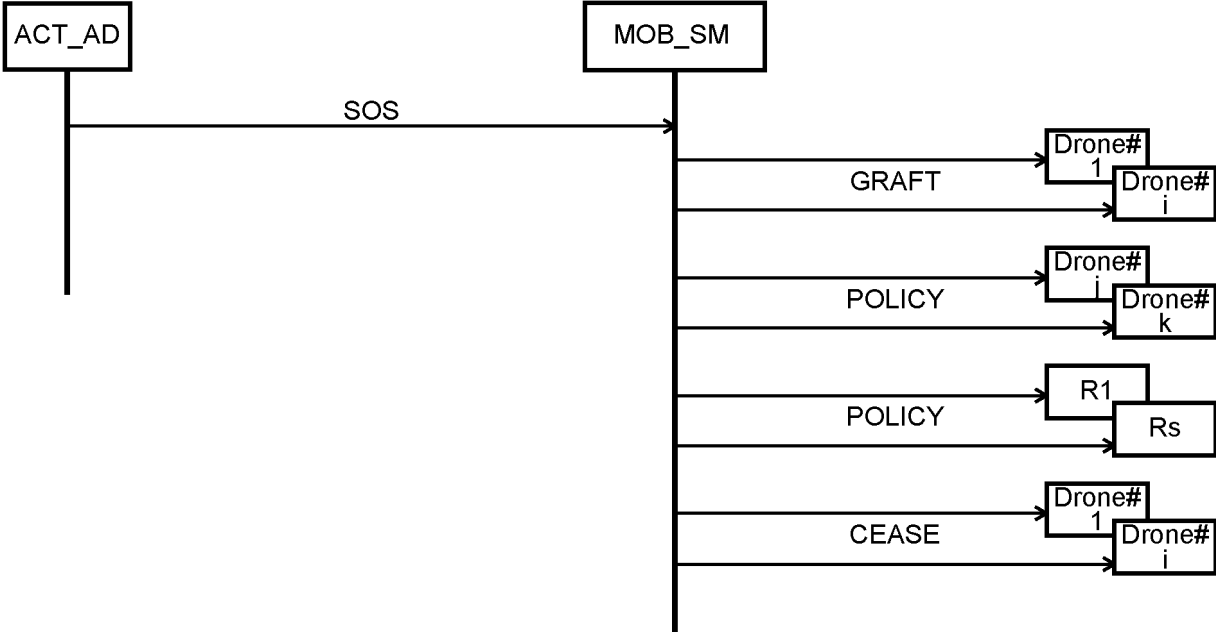 ACT_AD
MOB_SM
SOS
Drone#
1
GRAFT
Drone#
i
Drone#
j
POLICY
Drone#
k
R1
POLICY
Rs
Drone#
1
CEASE
Drone#
i